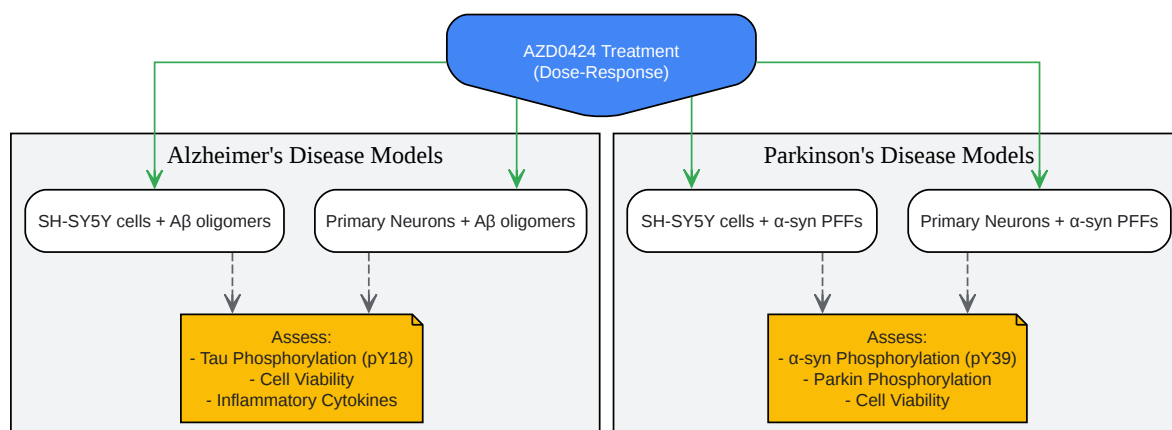 AZD0424 Treatment
(Dose-Response)
Alzheimer's Disease Models
SH-SY5Y cells + Aβ oligomers
Primary Neurons + Aβ oligomers
Assess:
- Tau Phosphorylation (pY18)
- Cell Viability
- Inflammatory Cytokines
Parkinson's Disease Models
SH-SY5Y cells + α-syn PFFs
Primary Neurons + α-syn PFFs
Assess:
- α-syn Phosphorylation (pY39)
- Parkin Phosphorylation
- Cell Viability